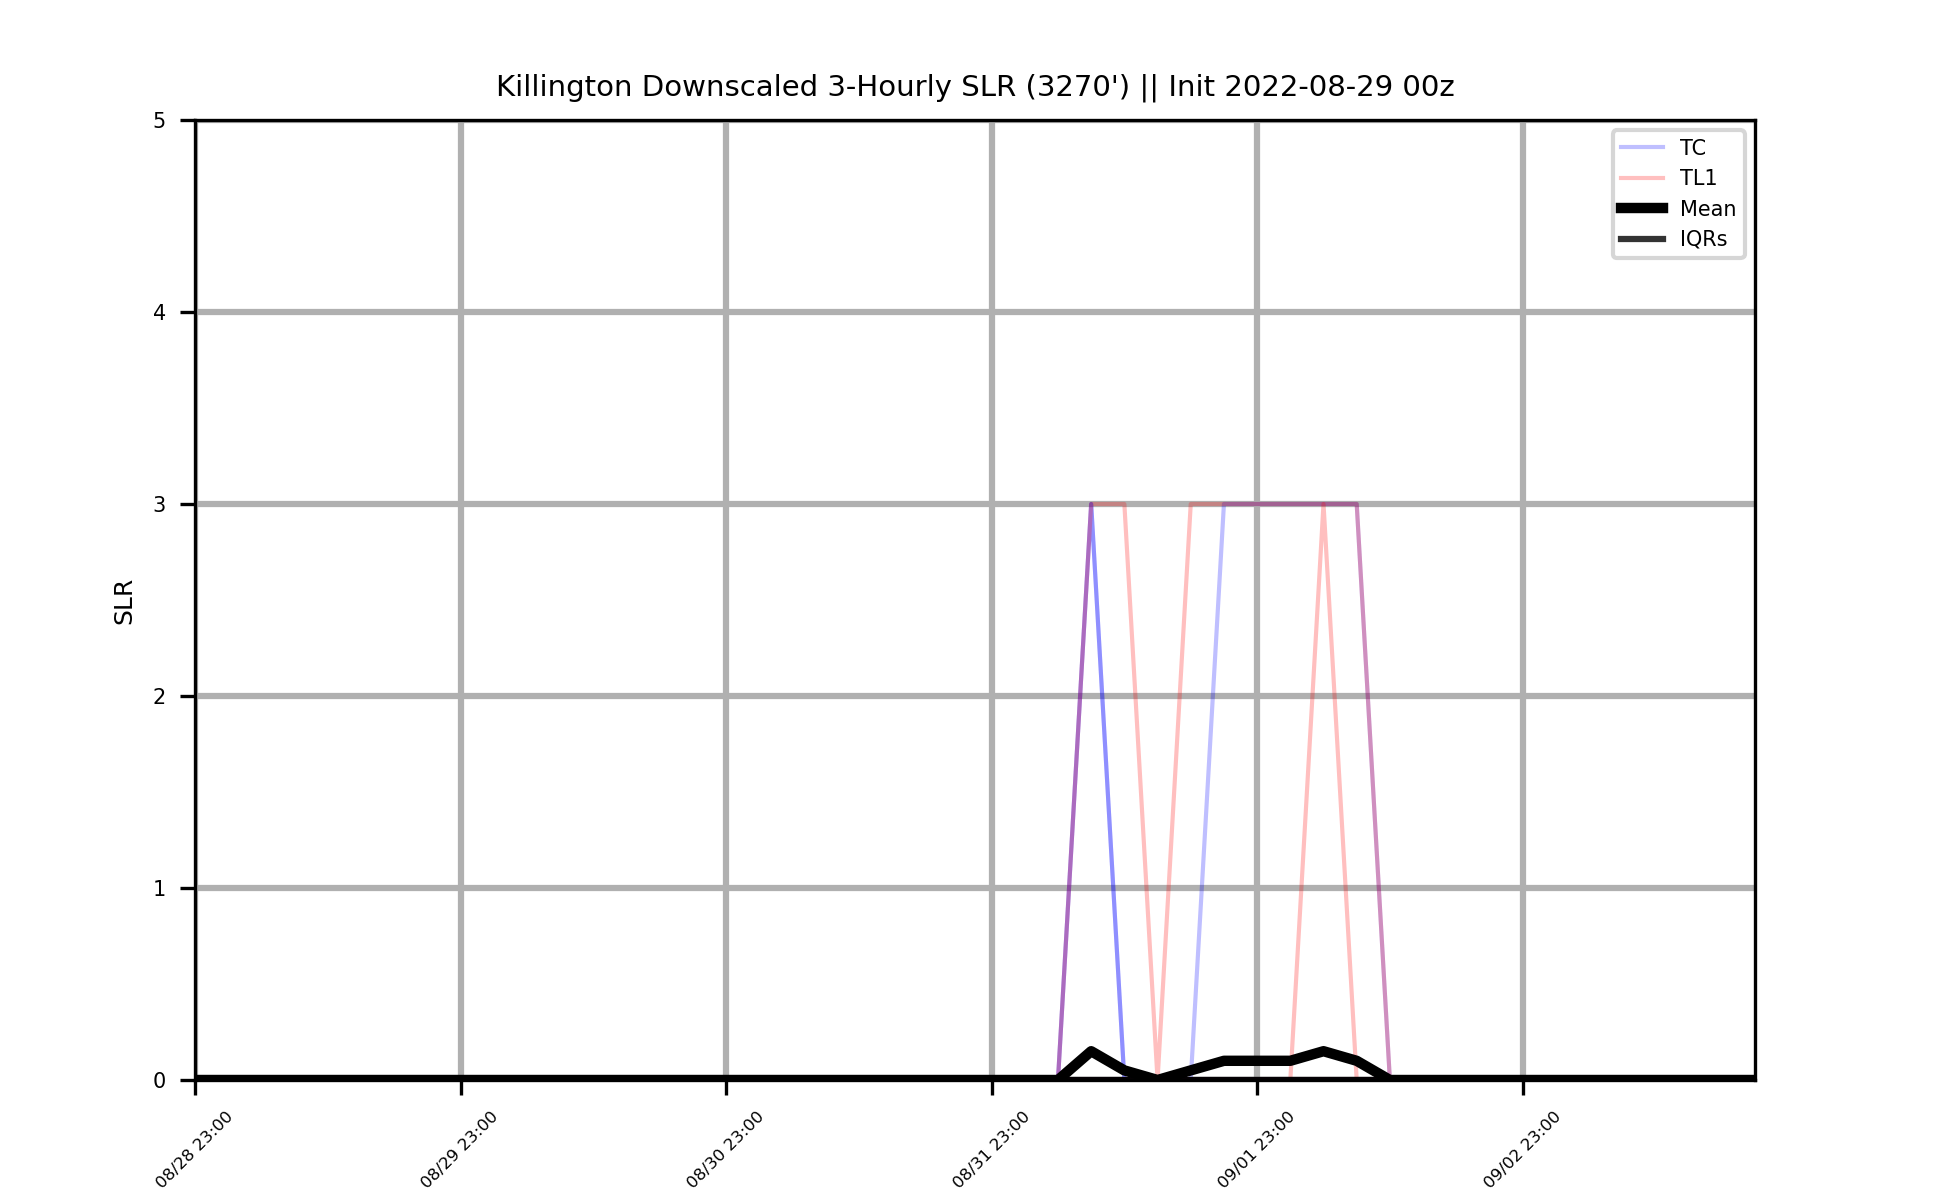 Killington Downscaled 3-Hourly SLR (3270') || Init 2022-08-29 00z
TC
TL1
Mean
IQRs
SLR
5
4
3
2
1
0
08/28 23:00
08/29 23:00
08/30 23:00
08/31 23:00
09/01 23:00
09/02 23:00